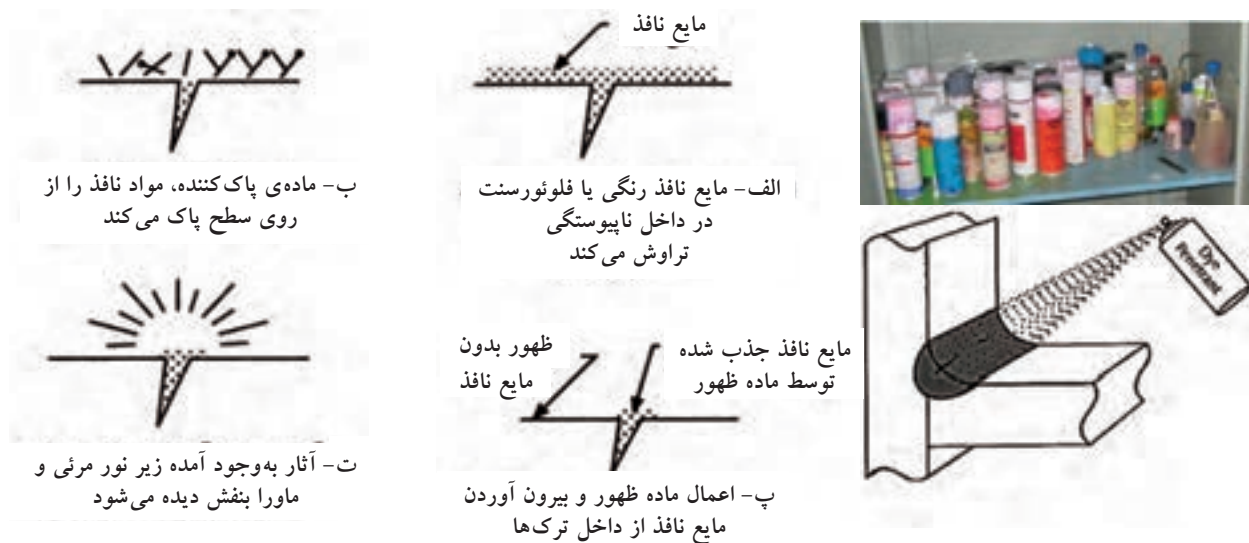 مایع نافذ
الف- مایع نافذ رنگی یا فلوئورسنت
در داخل ناپیوستگی
تراوش می‌کند
ب- ماده‌ی پاک‌کننده، مواد نافذ را از
روی سطح پاک می‌کند
Dye
Penetrant
مایع نافذ جذب شده
توسط ماده ظهور
ظهور بدون
مایع نافذ
پ- اعمال ماده ظهور و بیرون آوردن
مایع نافذ از داخل ترک‌ها
ت- آثار به‌وجود آمده زیر نور مرئی و
ماورا بنفش دیده می‌شود